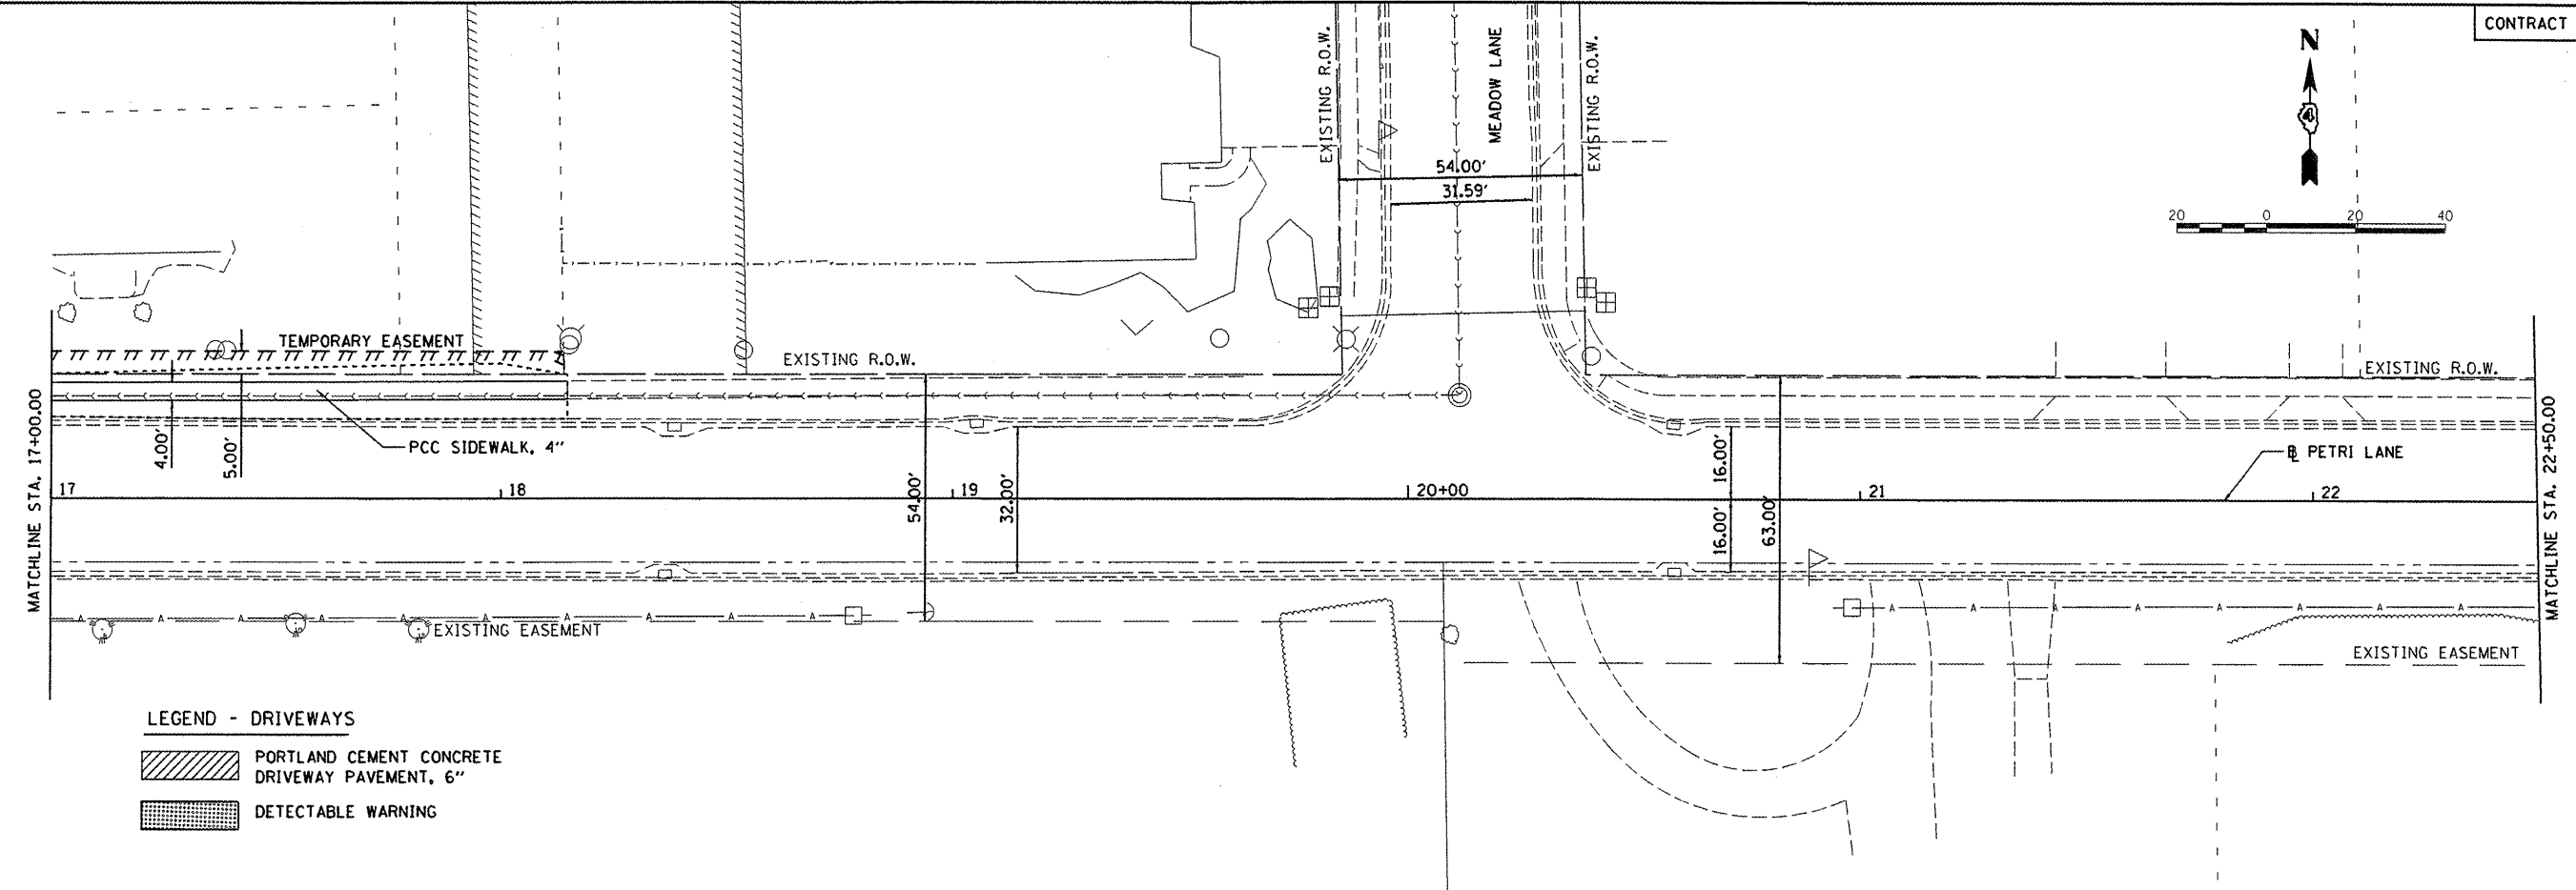 CONTRACT
N
EXISTING R.O.W.
MEADOW LANE
EXISTING R.O.W.
54.00'
31.59'
20 0 20 40
TEMPORARY EASEMENT
EXISTING R.O.W.
EXISTING R.O.W.
MATCHLINE STA. 17+00.00
4.00'
5.00'
PCC SIDEWALK, 4"
54.00'
32.00'
16.00'
16.00'
63.00'
℄ PETRI LANE
MATCHLINE STA. 22+50.00
17 18 19 20+00 21 22
A A A A A A A A A
EXISTING EASEMENT
A A A A A A A A
EXISTING EASEMENT
LEGEND - DRIVEWAYS
PORTLAND CEMENT CONCRETE
DRIVEWAY PAVEMENT, 6"
DETECTABLE WARNING